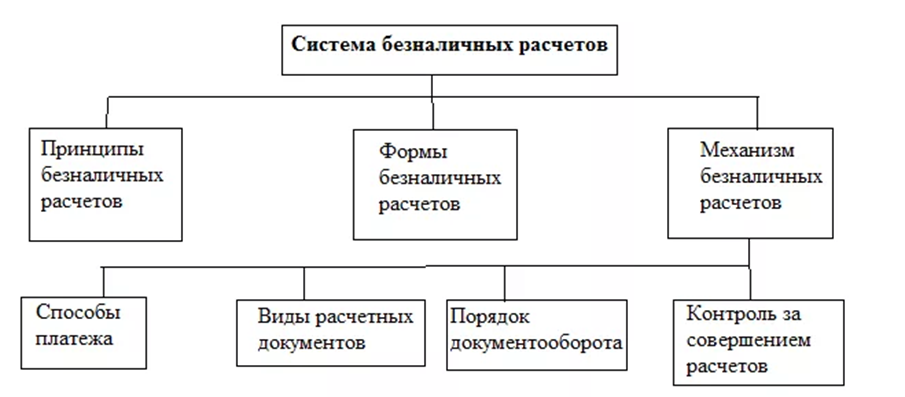 Система безналичных расчетов
Принципы
безналичных
расчетов
Формы
безналичных
расчетов
Механизм
безналичных
расчетов
Способы
платежа
Виды расчетных
документов
Порядок
документооборота
Контроль за
совершением
расчетов